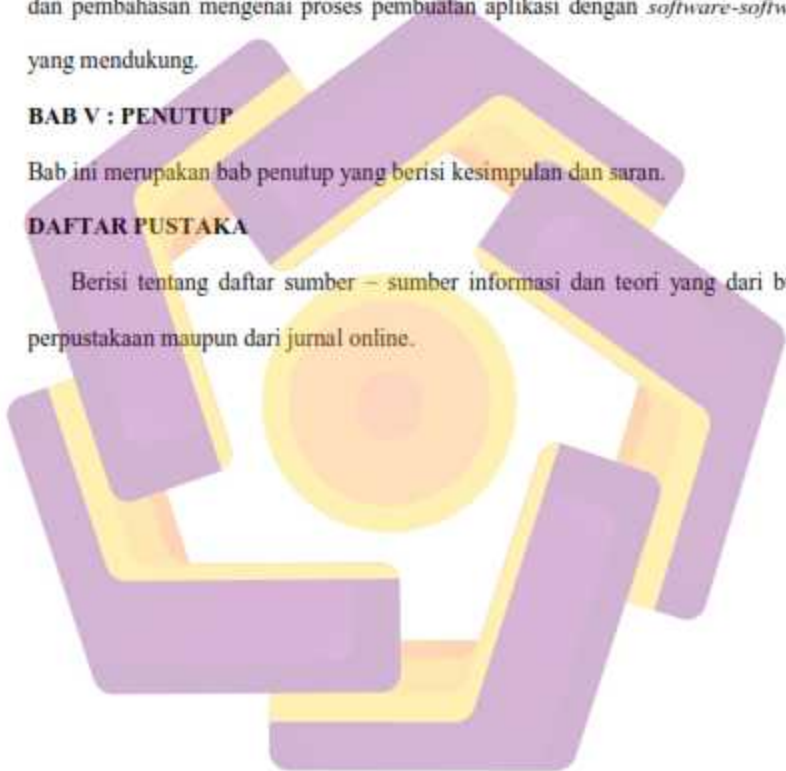 dan pembahasan mengenai proses pembuatan aplikasi dengan software-softw
yang mendukung.
BAB V : PENUTUP
Bab ini merupakan bab penutup yang berisi kesimpulan dan saran.
DAFTAR PUSTAKA
Berisi tentang daftar sumber – sumber informasi dan teori yang dari b
perpustakaan maupun dari jurnal online.